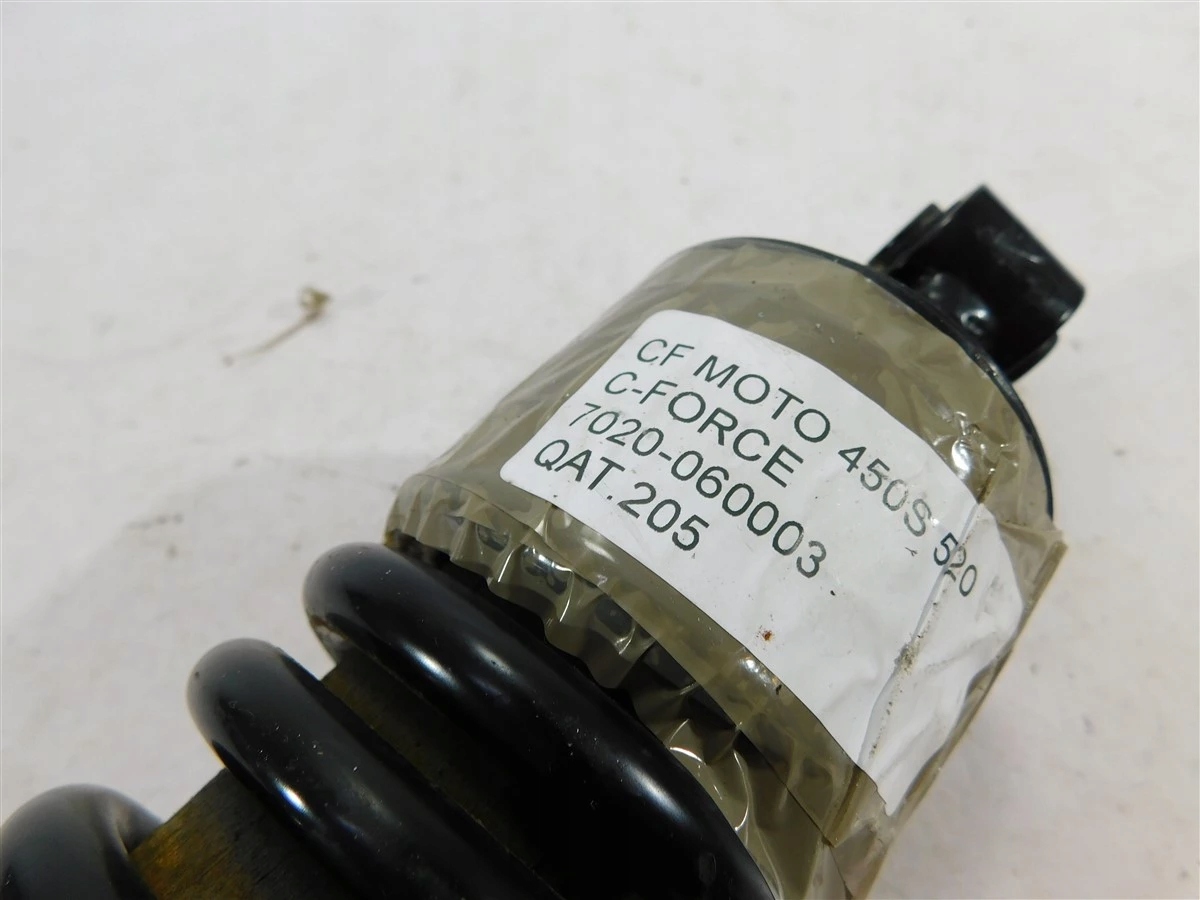 CF MOTO 450S 520
C-FORCE
7020-060003
QAT.205